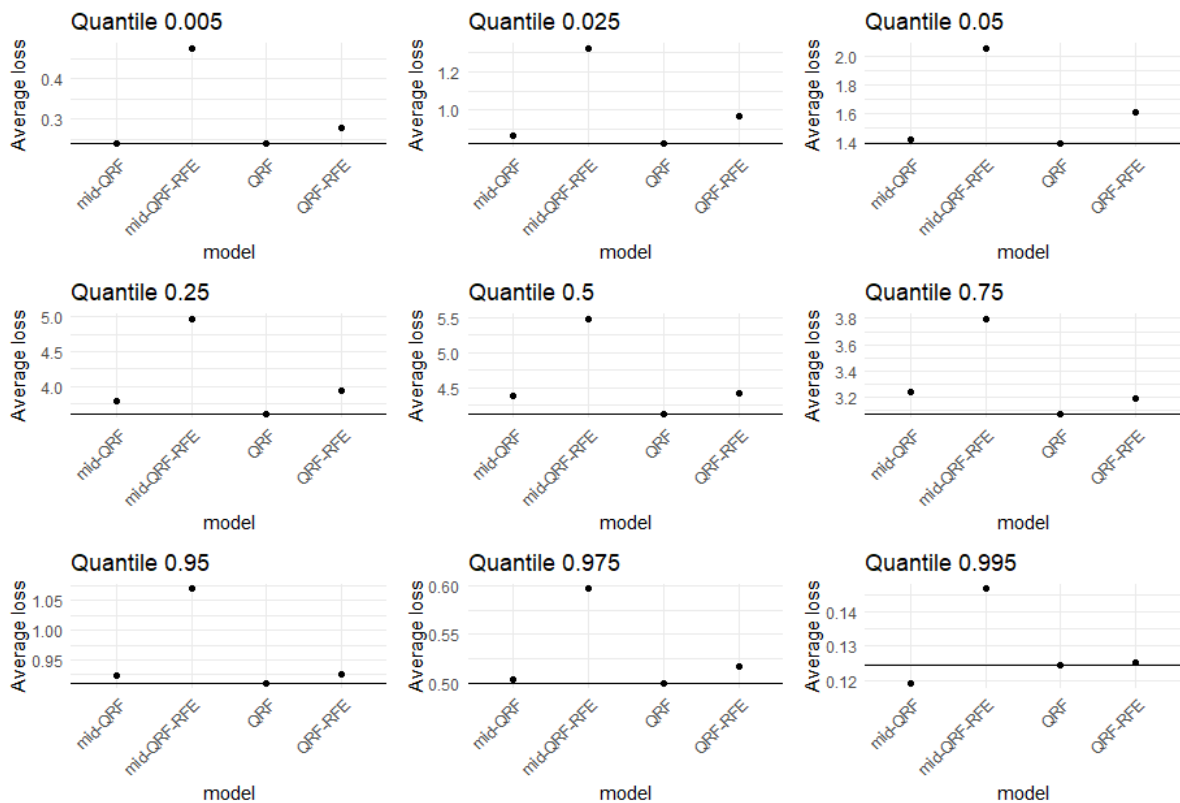 Quantile 0.005
Average loss
0.4
0.3
mid-QRF
mid-QRF-RFE
QRF
QRF-RFE
model
Quantile 0.025
Average loss
1.2
1.0
mid-QRF
mid-QRF-RFE
QRF
QRF-RFE
model
Quantile 0.05
Average loss
2.0
1.8
1.6
1.4
mid-QRF
mid-QRF-RFE
QRF
QRF-RFE
model
Quantile 0.25
Average loss
5.0
4.5
4.0
mid-QRF
mid-QRF-RFE
QRF
QRF-RFE
model
Quantile 0.5
Average loss
5.5
5.0
4.5
mid-QRF
mid-QRF-RFE
QRF
QRF-RFE
model
Quantile 0.75
Average loss
3.8
3.6
3.4
3.2
mid-QRF
mid-QRF-RFE
QRF
QRF-RFE
model
Quantile 0.95
Average loss
1.05
1.00
0.95
mid-QRF
mid-QRF-RFE
QRF
QRF-RFE
model
Quantile 0.975
Average loss
0.60
0.55
0.50
mid-QRF
mid-QRF-RFE
QRF
QRF-RFE
model
Quantile 0.995
Average loss
0.14
0.13
0.12
mid-QRF
mid-QRF-RFE
QRF
QRF-RFE
model